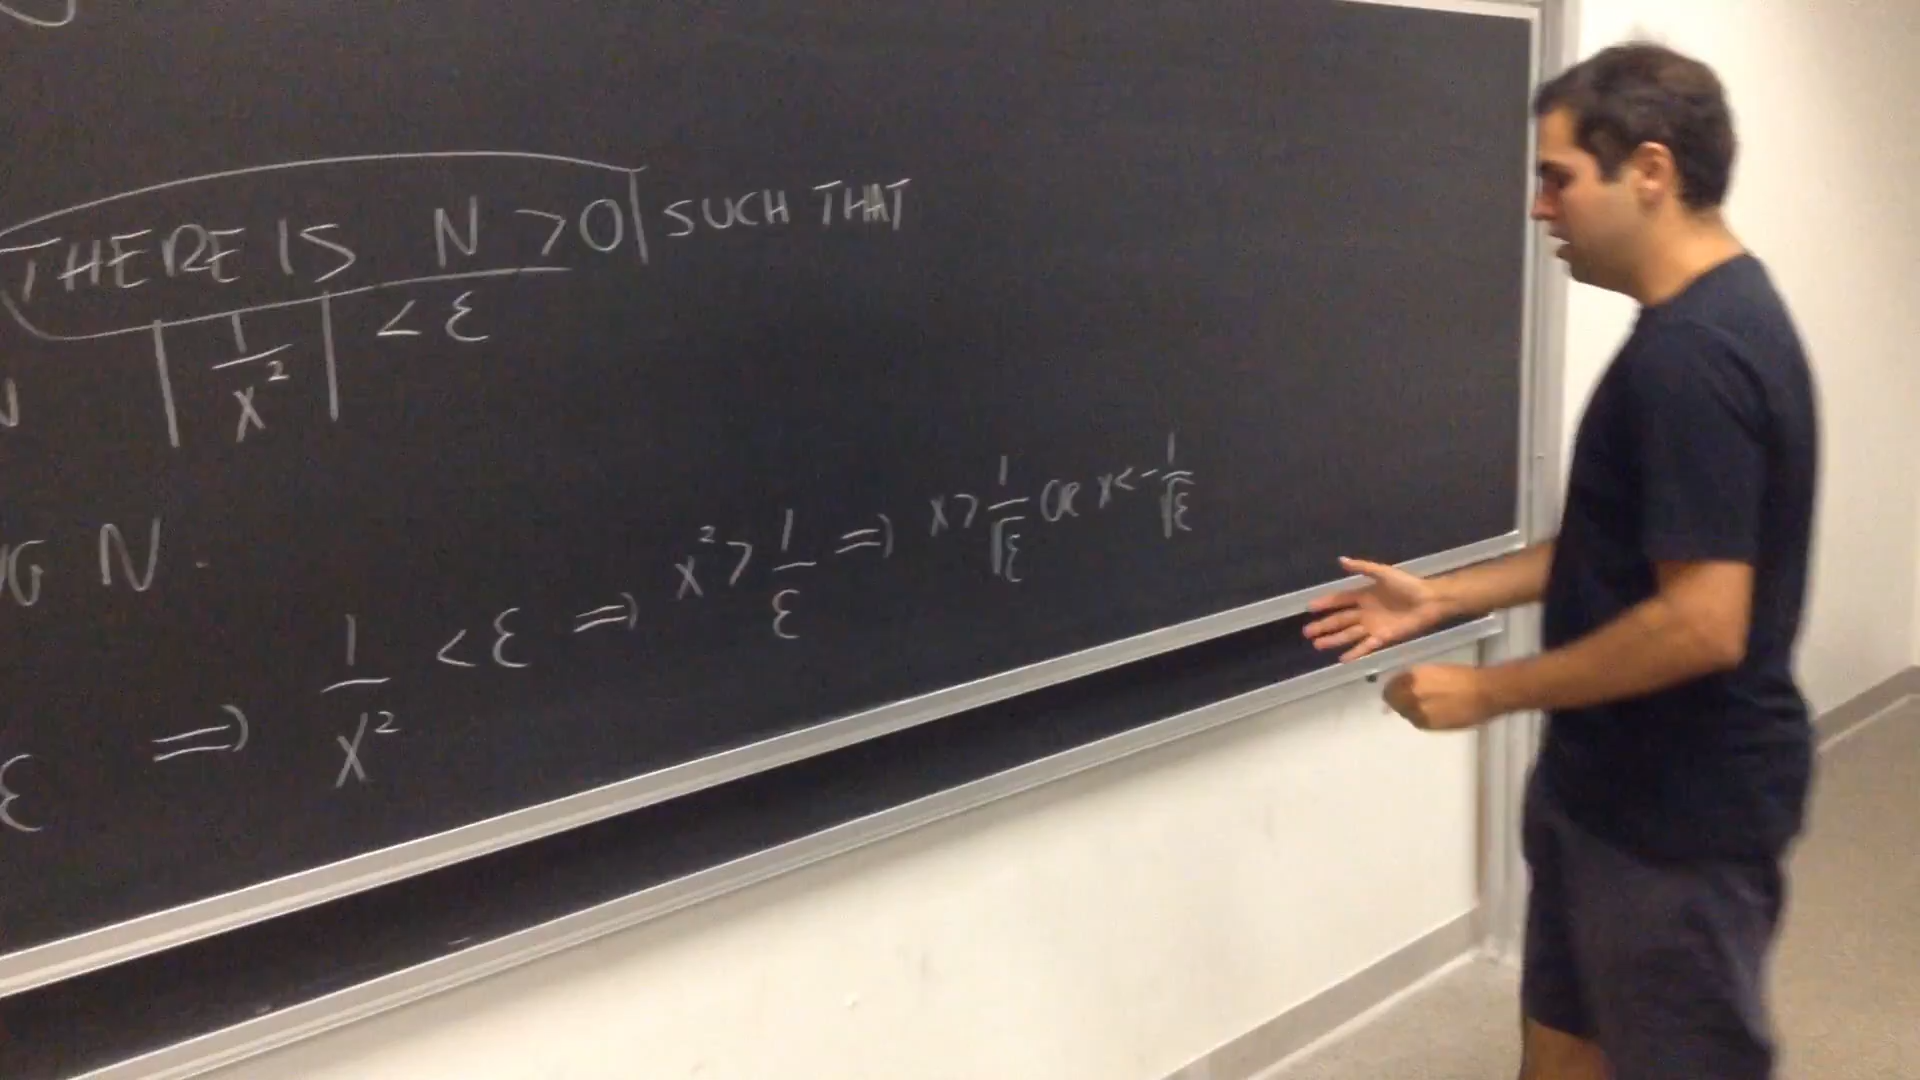 THERE IS N > 0 SUCH THAT
|1/x²| < ε
N.
⇒ 1/x² < ε ⇒ x² > 1/ε ⇒ x > 1/√ε OR x < -1/√ε
ε